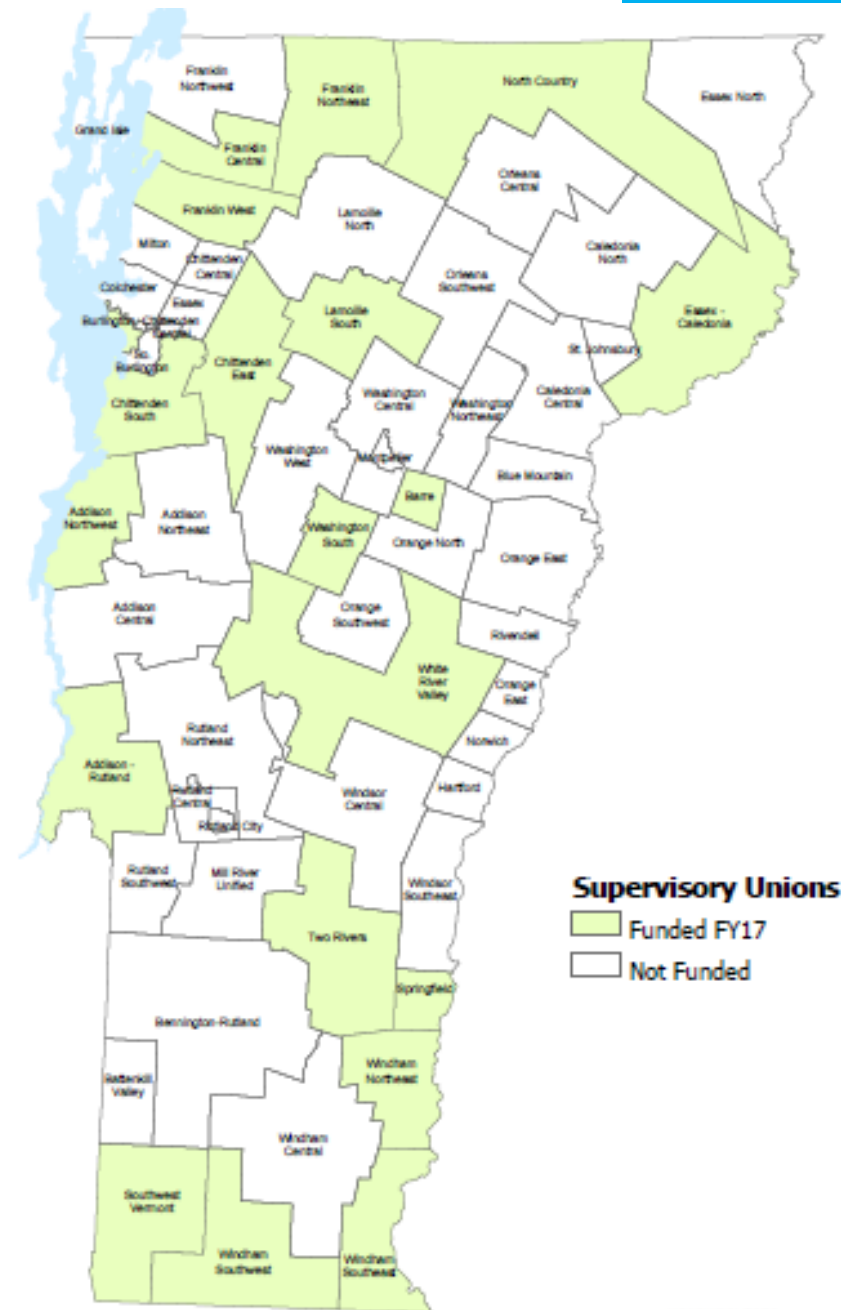 Franklin
Northwest
Franklin
Northeast
North Country
Essex North
Grand Isle
Franklin
Central
Orleans
Central
Franklin West
Lamoille
North
Milton
Chittenden
Central
Caledonia
North
Orleans
Southwest
Colchester
Essex
Lamoille
South
Essex -
Caledonia
Burlington
Chittenden
Central
So.
Burlington
St. Johnsbury
Chittenden
East
Chittenden
South
Washington
Central
Washington
Northeast
Caledonia
Central
Washington
West
Montpelier
Blue Mountain
Barre
Addison
Northwest
Addison
Northeast
Washington
South
Orange North
Orange East
Addison
Central
Orange
Southwest
Rivendell
White
River
Valley
Orange
East
Rutland
Northeast
Norwich
Addison -
Rutland
Rutland
Central
Windsor
Central
Hartford
Rutland City
Rutland
Southwest
Mill River
Unified
Windsor
Southeast
Supervisory Unions
Funded FY17
Not Funded
Two Rivers
Springfield
Bennington-Rutland
Windham
Northeast
Battenkill
Valley
Windham
Central
Southwest
Vermont
Windham
Southwest
Windham
Southeast